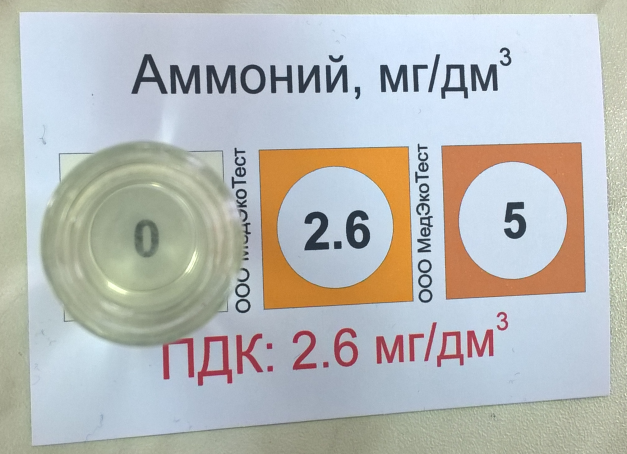 Аммоний, мг/дм³
0
ООО МедЭкоТест
2.6
ООО МедЭкоТест
5
ПДК: 2.6 мг/дм³